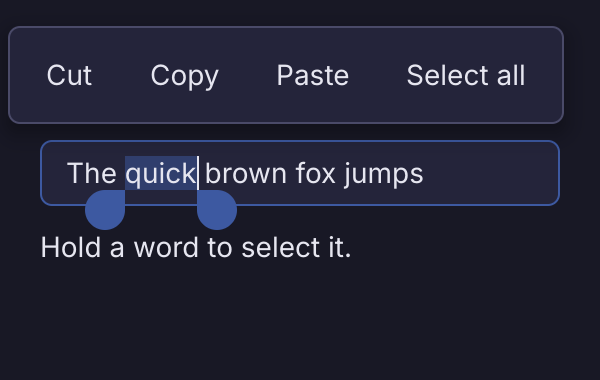 Cut Copy Paste Select all
The quick brown fox jumps
Hold a word to select it.